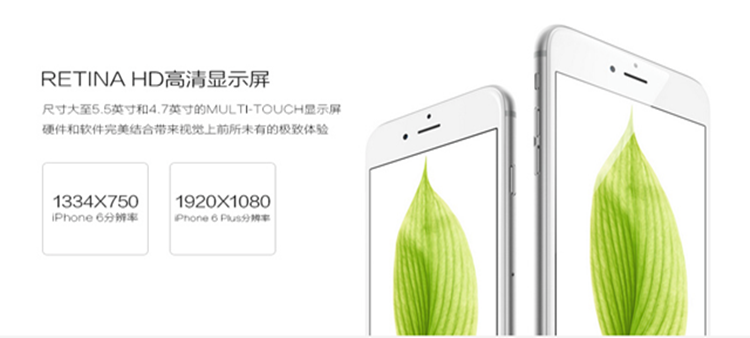 RETINA HD高清显示屏
尺寸大至5.5英寸和4.7英寸的MULTI-TOUCH显示屏
硬件和软件完美结合带来视觉上前所未有的极致体验
1334X750
iPhone 6分辨率
1920X1080
iPhone 6 Plus分辨率